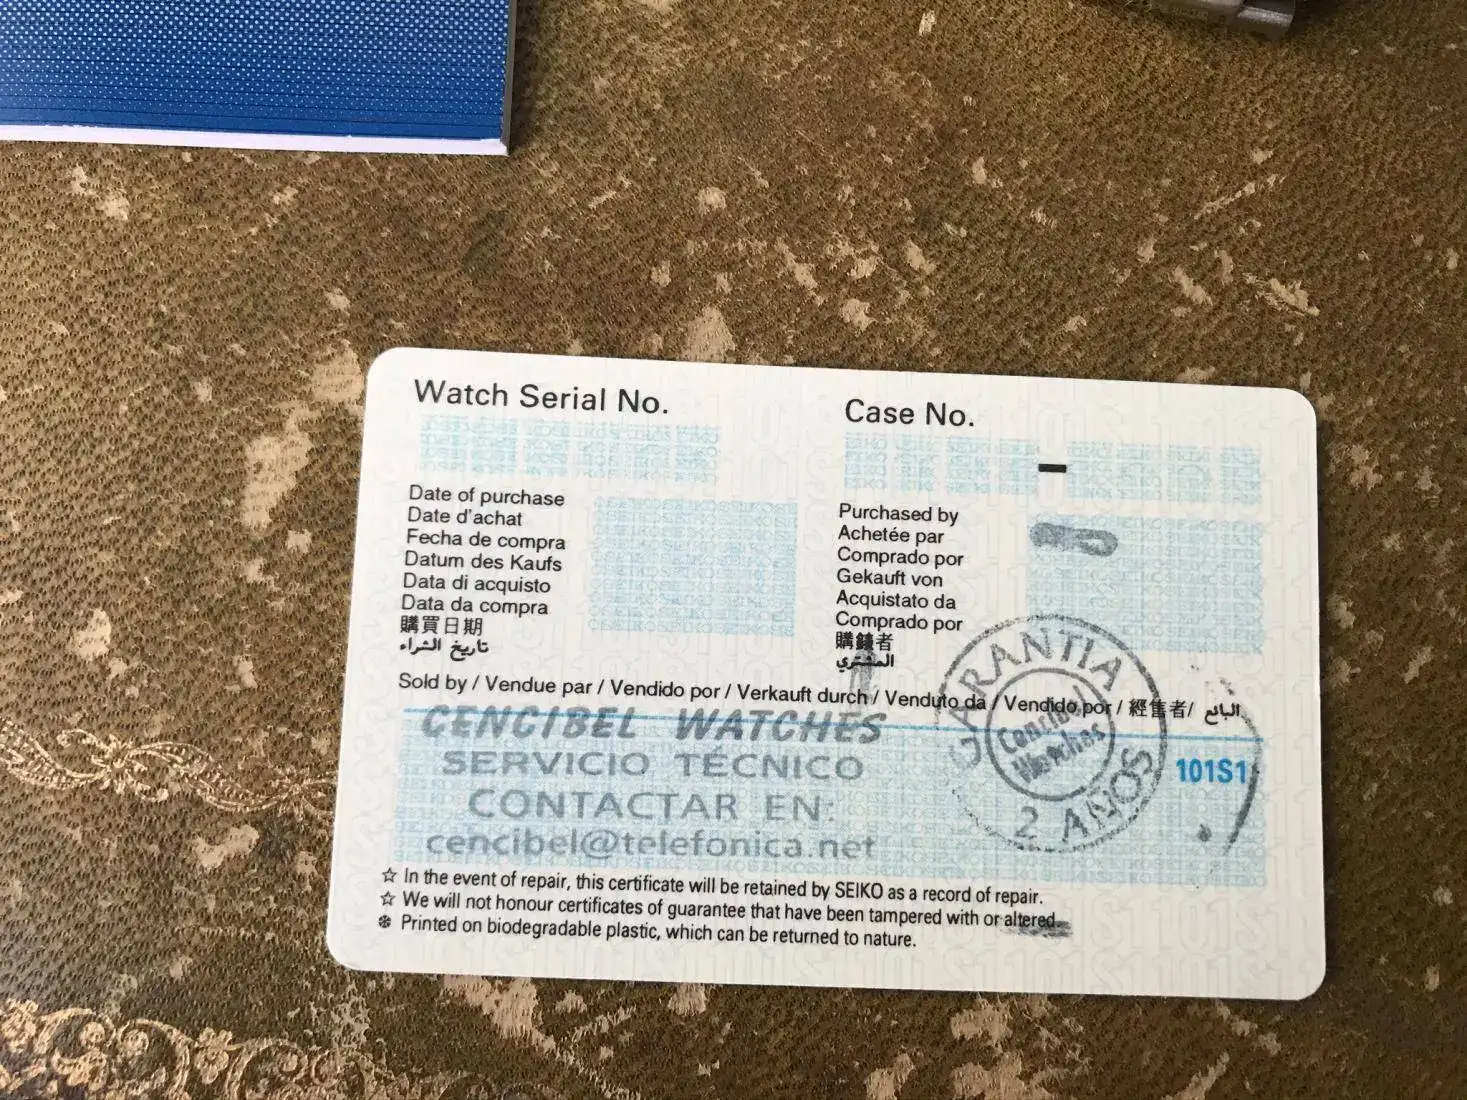 Watch Serial No.
Case No.
-
Date of purchase
Date d'achat
Fecha de compra
Datum des Kaufs
Data di acquisto
Data da compra
購買日期
تاريخ الشراء
Purchased by
Achetée par
Comprado por
Gekauft von
Acquistato da
Comprado por
購錶者
المشتري
Sold by / Vendue par / Vendido por / Verkauft durch / Venduto da / Vendido por / 經售者/ البائع
CENCIBEL WATCHES
SERVICIO TÉCNICO
CONTACTAR EN:
cencibel@telefonica.net
GARANTIA
Cencibel
Watches
2 AÑOS
101S1
☆ In the event of repair, this certificate will be retained by SEIKO as a record of repair.
☆ We will not honour certificates of guarantee that have been tampered with or altered.
❄ Printed on biodegradable plastic, which can be returned to nature.